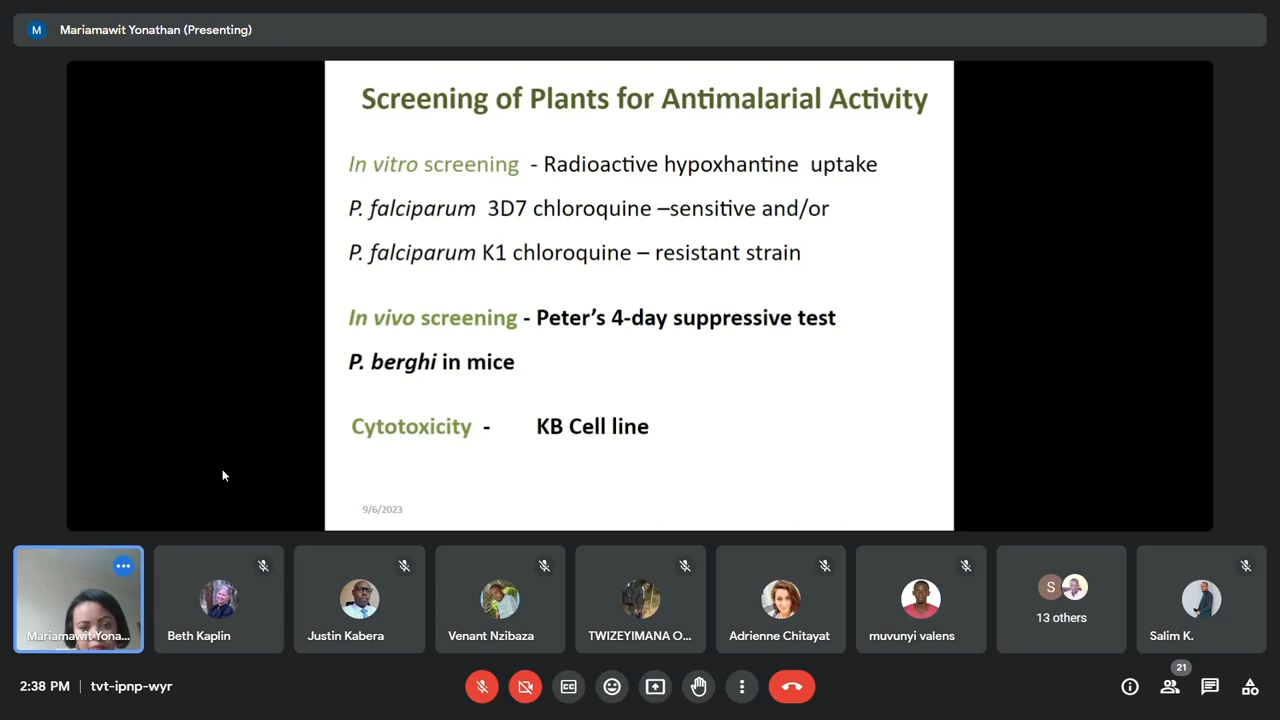 M Mariamawit Yonathan (Presenting)
Screening of Plants for Antimalarial Activity
In vitro screening - Radioactive hypoxhantine uptake
P. falciparum 3D7 chloroquine –sensitive and/or
P. falciparum K1 chloroquine – resistant strain
In vivo screening - Peter's 4-day suppressive test
P. berghi in mice
Cytotoxicity - KB Cell line
9/6/2023
S
Mariamawit Yona...
Beth Kaplin
Justin Kabera
Venant Nzibaza
TWIZEYIMANA O...
Adrienne Chitayat
muvunyi valens
13 others
Salim K.
21
2:38 PM | tvt-ipnp-wyr